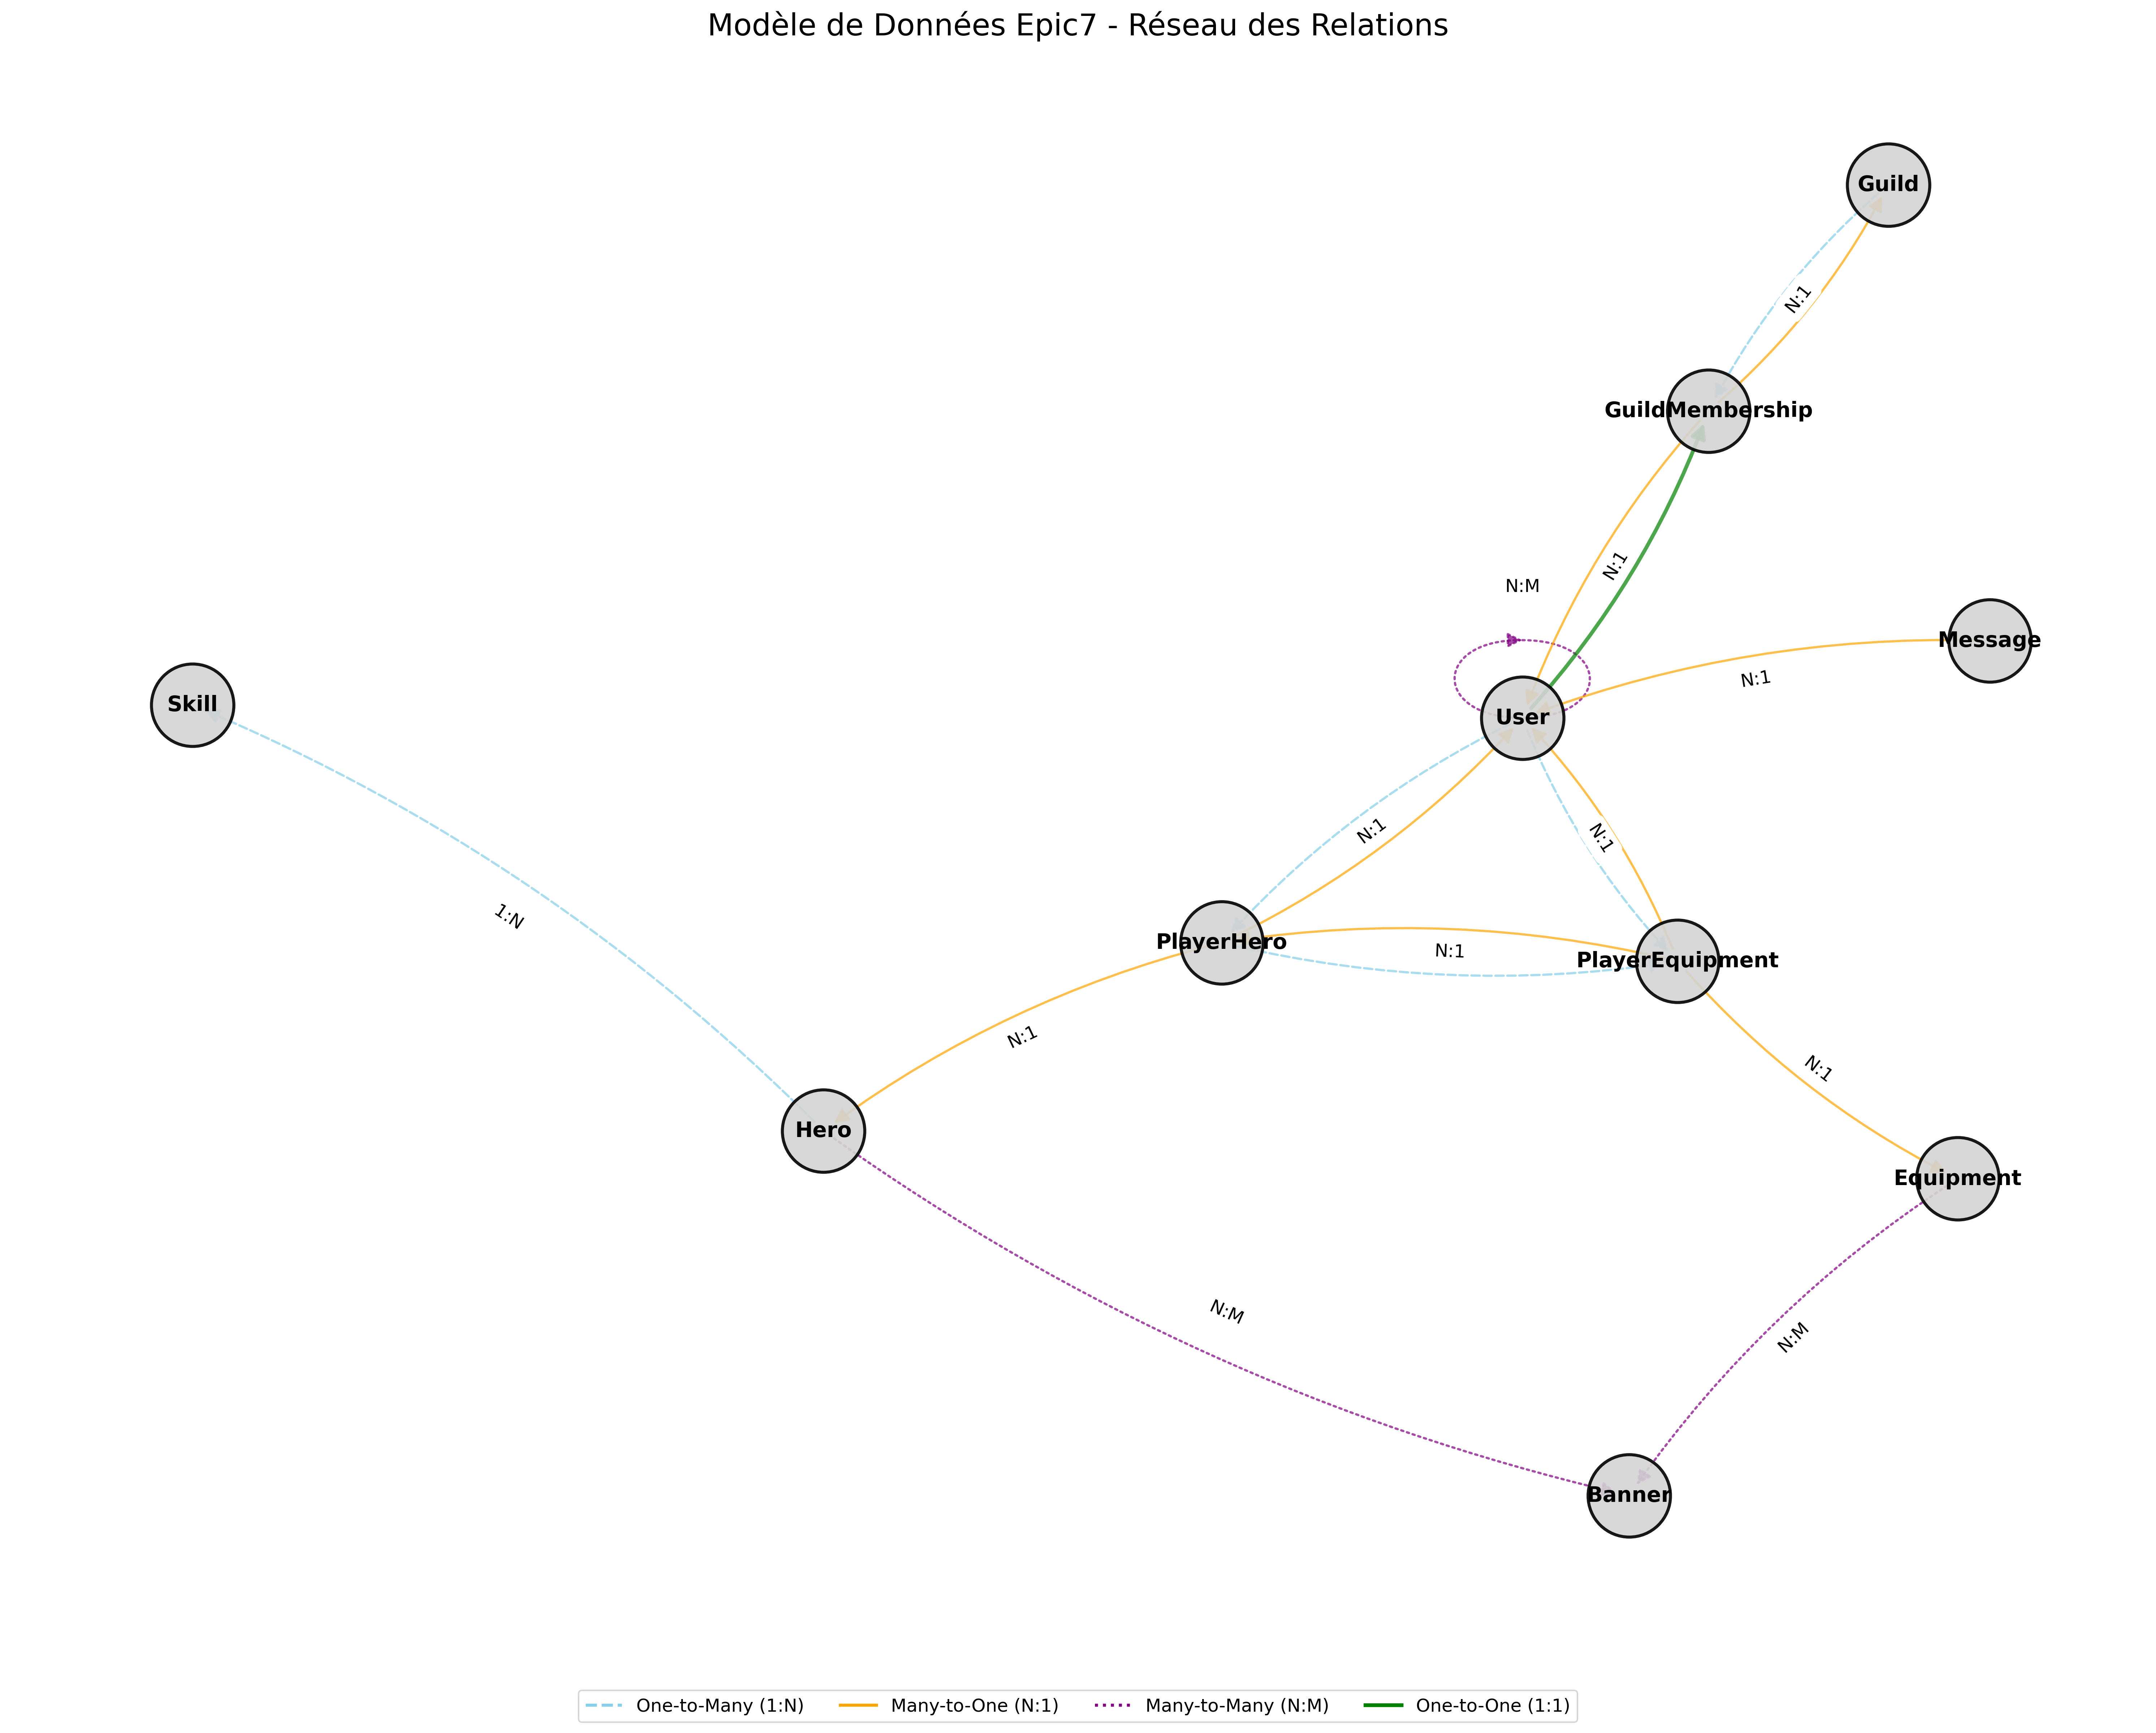 Modèle de Données Epic7 - Réseau des Relations
Guild
N:1
GuildMembership
N:1
N:M
Message
N:1
Skill
User
N:1
N:1
1:N
PlayerHero
N:1
PlayerEquipment
N:1
N:1
Hero
Equipment
N:M
N:M
Banner
One-to-Many (1:N)
Many-to-One (N:1)
Many-to-Many (N:M)
One-to-One (1:1)